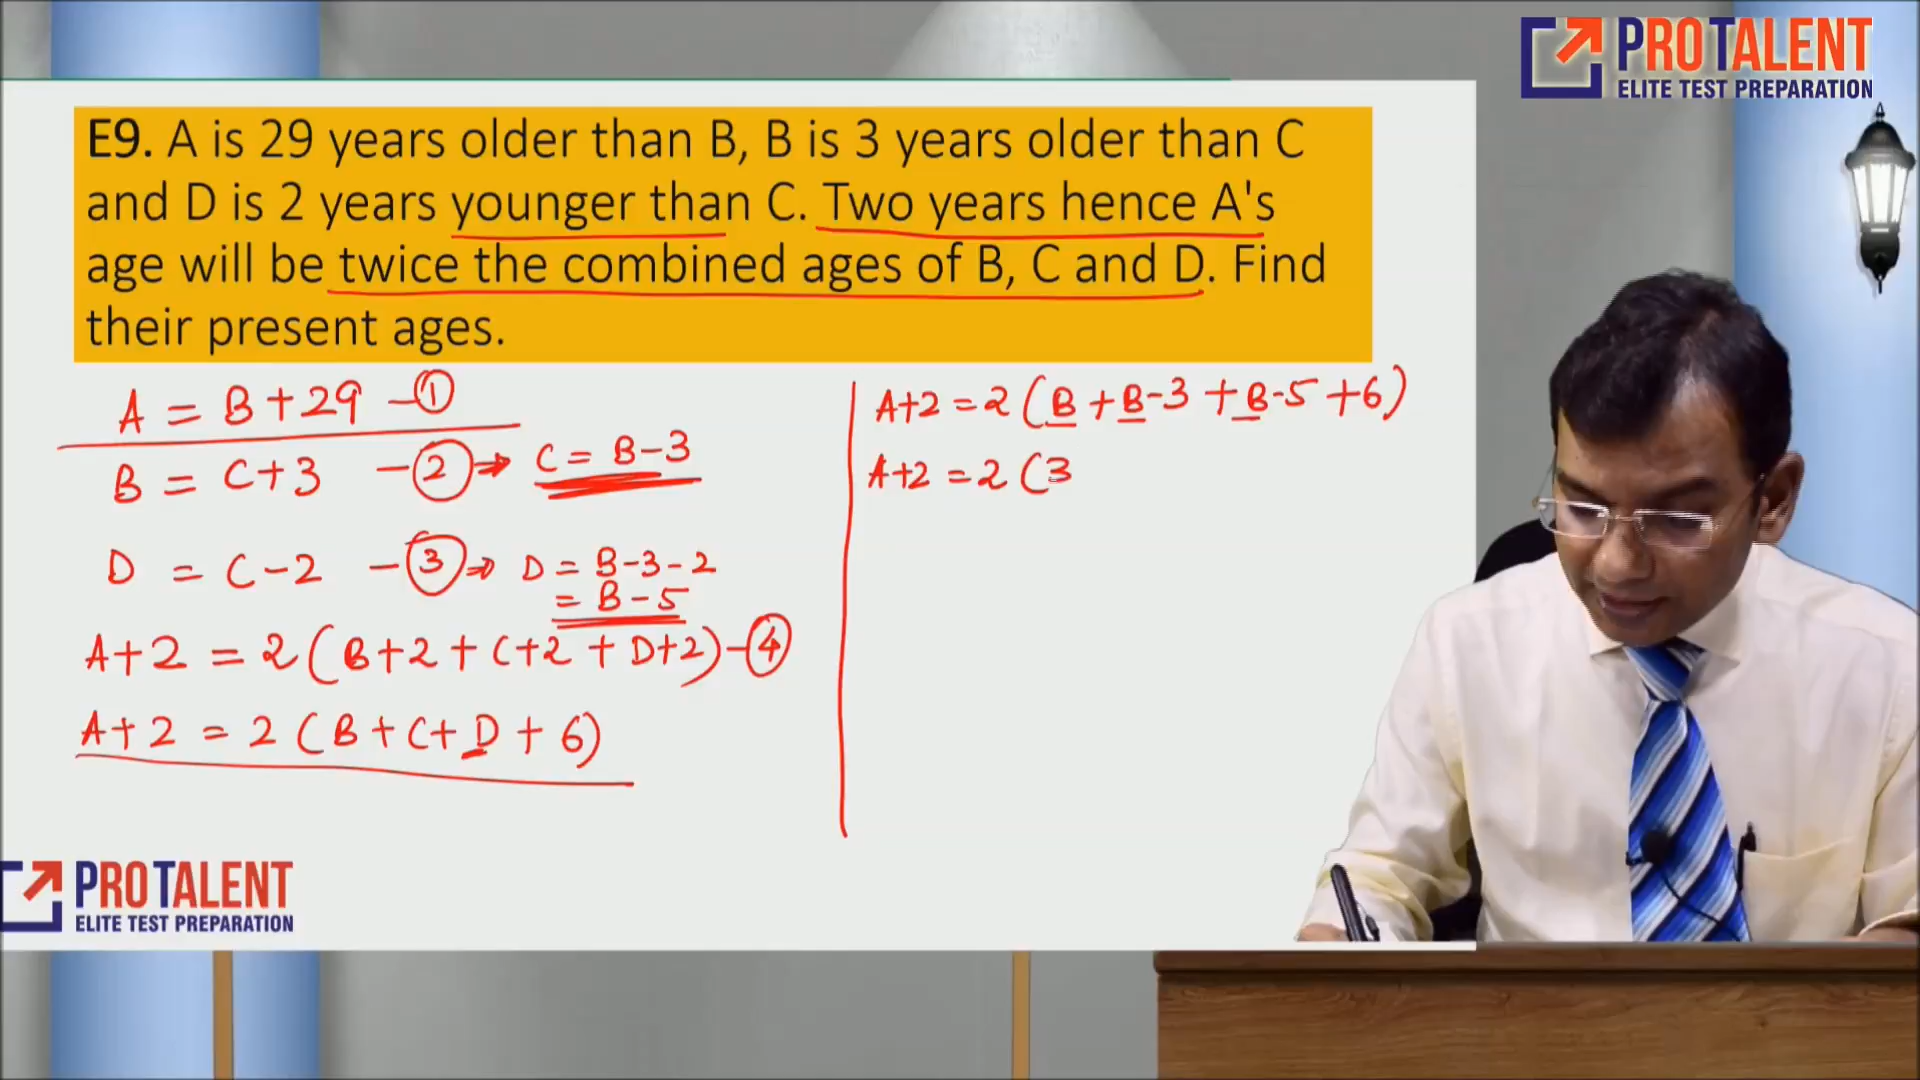 PROTALENT
ELITE TEST PREPARATION
E9. A is 29 years older than B, B is 3 years older than C
and D is 2 years younger than C. Two years hence A's
age will be twice the combined ages of B, C and D. Find
their present ages.
A = B+29 -①
B = C+3 -② ⇒ C = B-3
D = C-2 -③ ⇒ D = B-3-2
= B-5
A+2 = 2(B+2+C+2+D+2)-④
A+2 = 2(B+C+D+6)
A+2=2(B+B-3+B-5+6)
A+2=2(3
PROTALENT
ELITE TEST PREPARATION